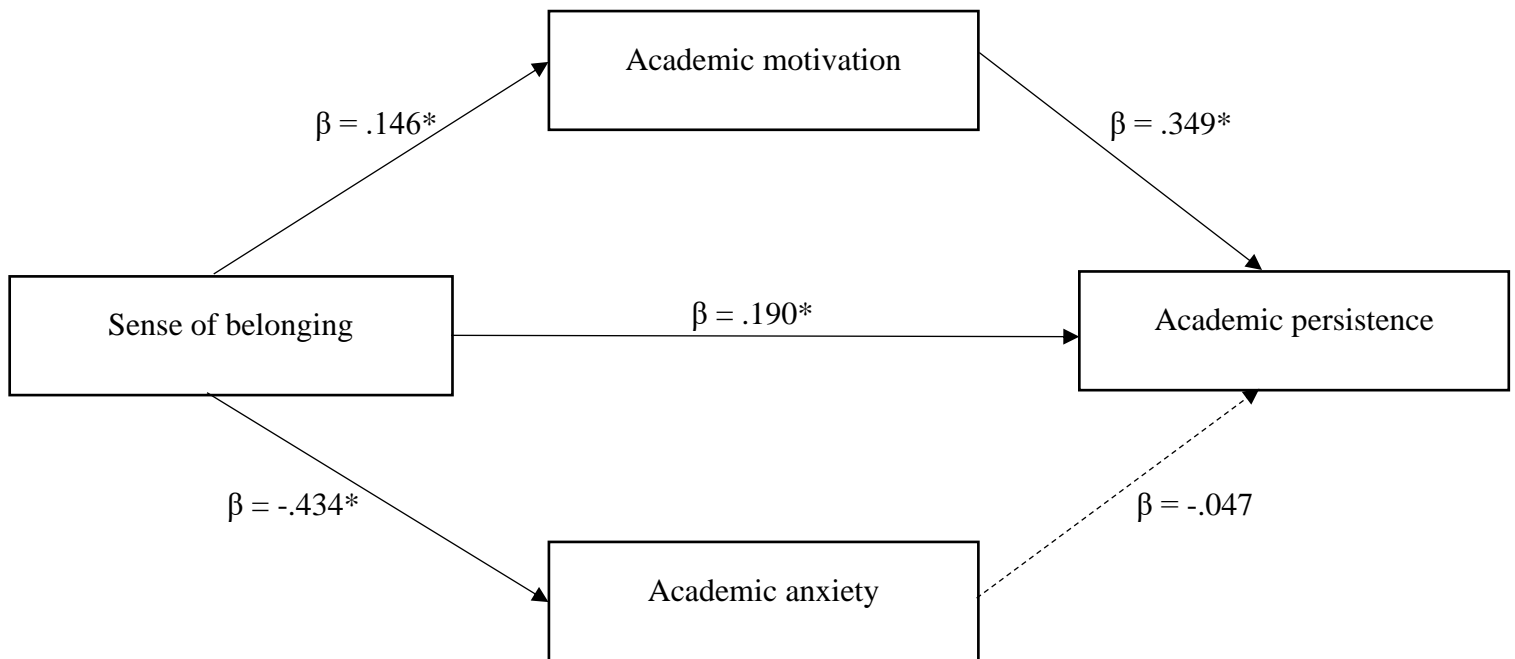 Academic motivation
β = .146*
β = .349*
Sense of belonging
β = .190*
Academic persistence
β = -.434*
β = -.047
Academic anxiety